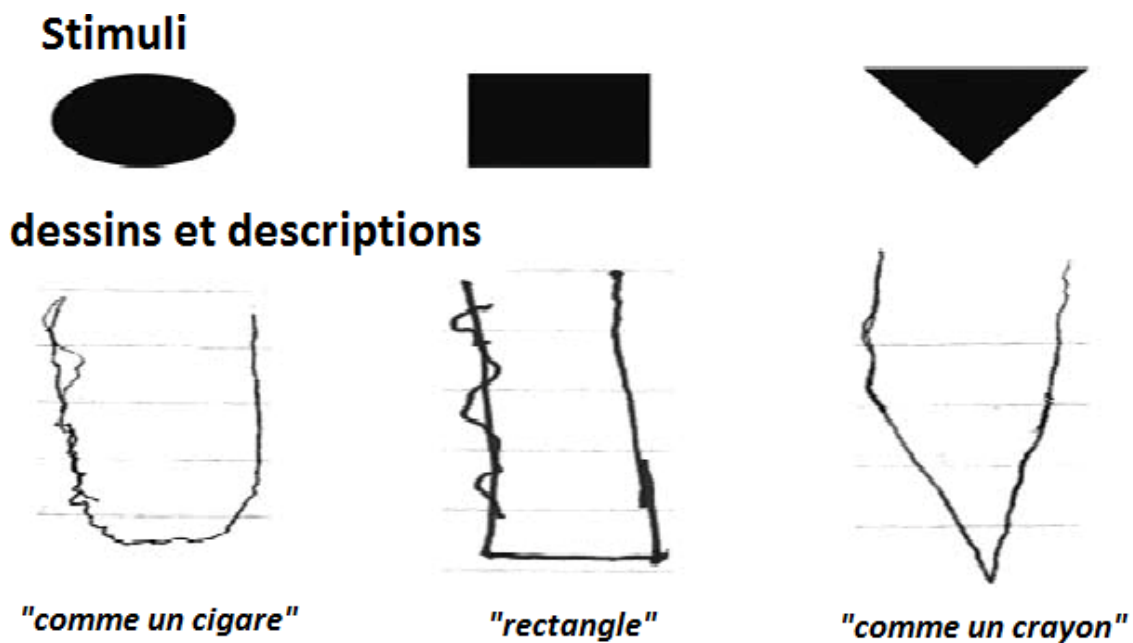 Stimuli
dessins et descriptions
"comme un cigare" "rectangle" "comme un crayon"